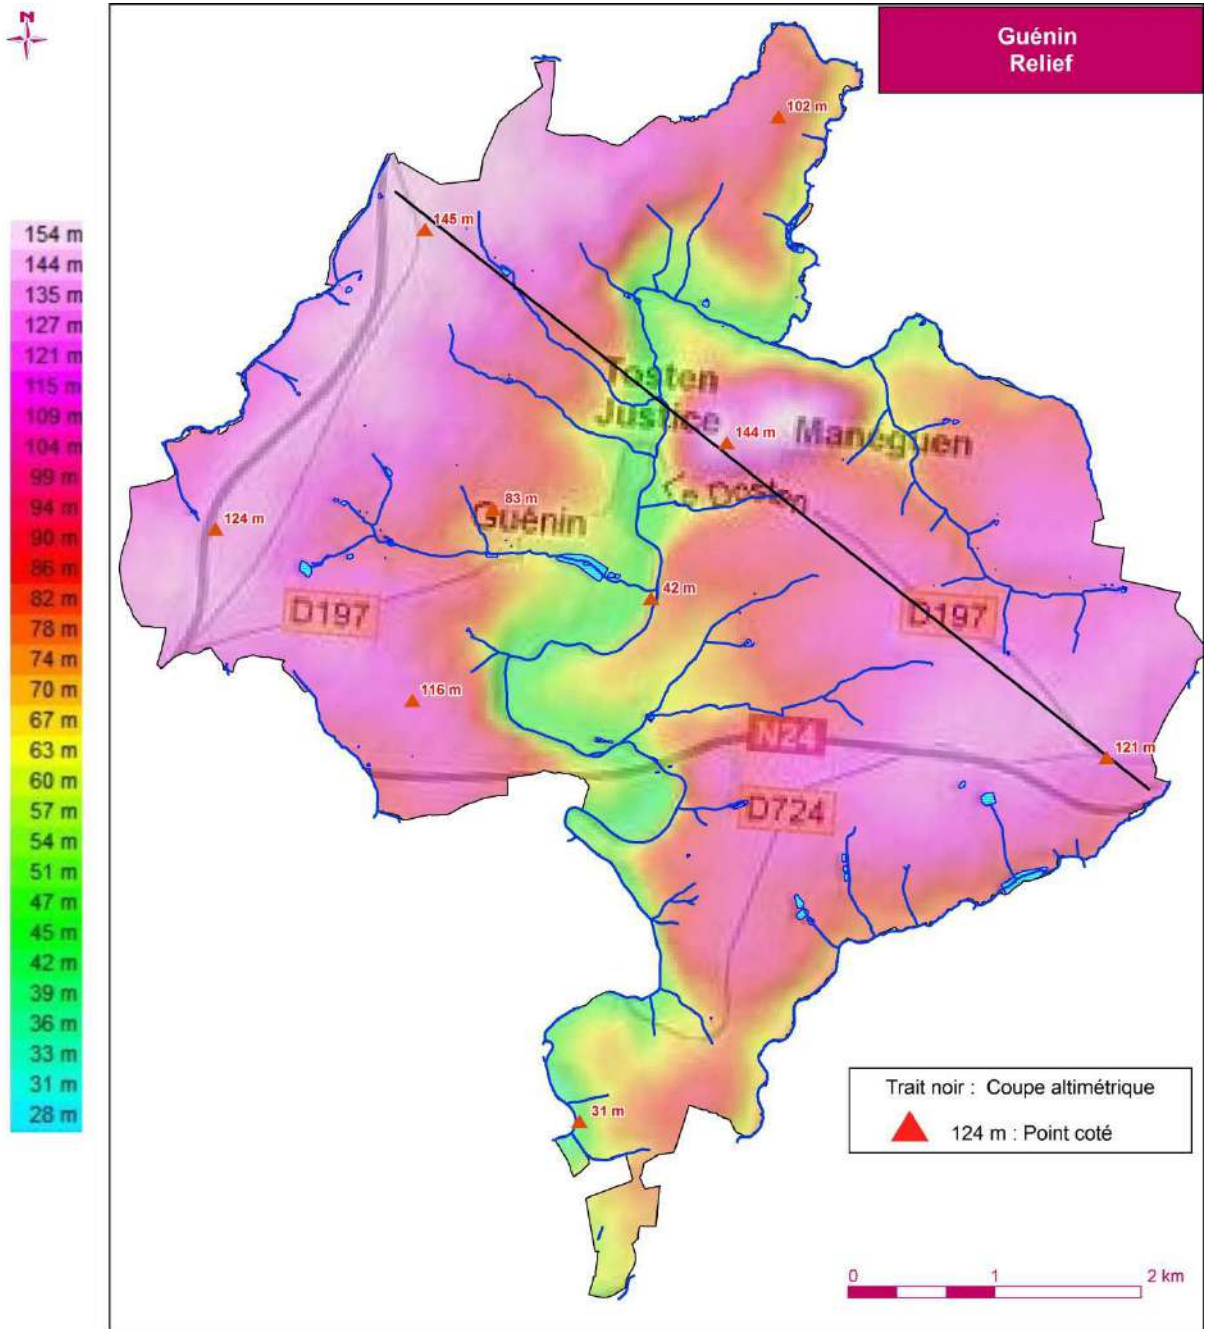 N
Guénin
Relief
102 m
154 m
144 m
135 m
127 m
121 m
115 m
109 m
104 m
99 m
94 m
90 m
86 m
82 m
78 m
74 m
70 m
67 m
63 m
60 m
57 m
54 m
51 m
47 m
45 m
42 m
39 m
36 m
33 m
31 m
28 m
145 m
Tosten
Justice
144 m
Maneguen
83 m
Guénin
124 m
42 m
D197
D197
116 m
N24
121 m
D724
31 m
Trait noir : Coupe altimétrique
124 m : Point coté
0 1 2 km